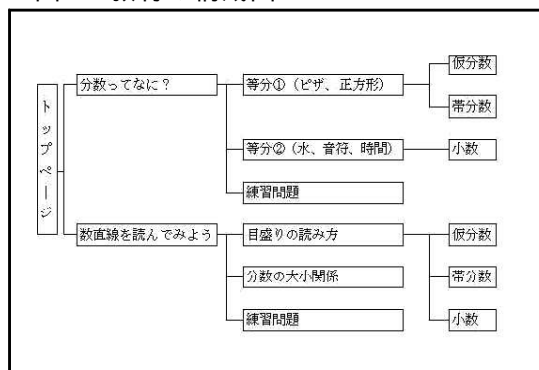 トップページ
分数ってなに？
等分①（ピザ、正方形）
仮分数
帯分数
等分②（水、音符、時間）
小数
練習問題
数直線を読んでみよう
目盛りの読み方
仮分数
分数の大小関係
帯分数
練習問題
小数